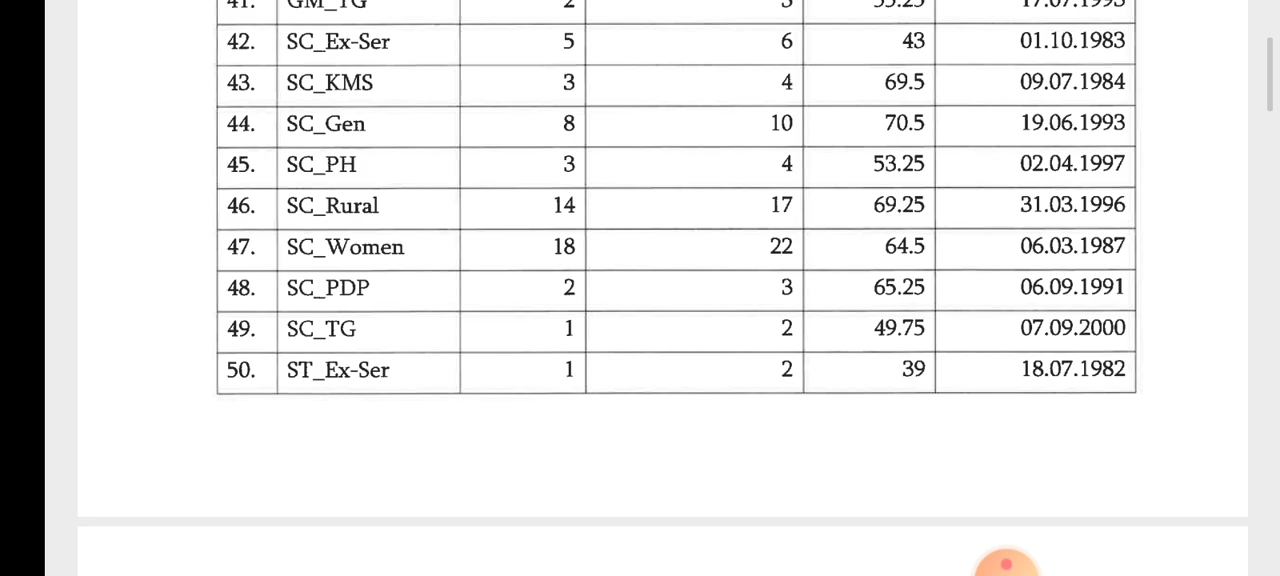 42. SC_Ex-Ser 5 6 43 01.10.1983
43. SC_KMS 3 4 69.5 09.07.1984
44. SC_Gen 8 10 70.5 19.06.1993
45. SC_PH 3 4 53.25 02.04.1997
46. SC_Rural 14 17 69.25 31.03.1996
47. SC_Women 18 22 64.5 06.03.1987
48. SC_PDP 2 3 65.25 06.09.1991
49. SC_TG 1 2 49.75 07.09.2000
50. ST_Ex-Ser 1 2 39 18.07.1982